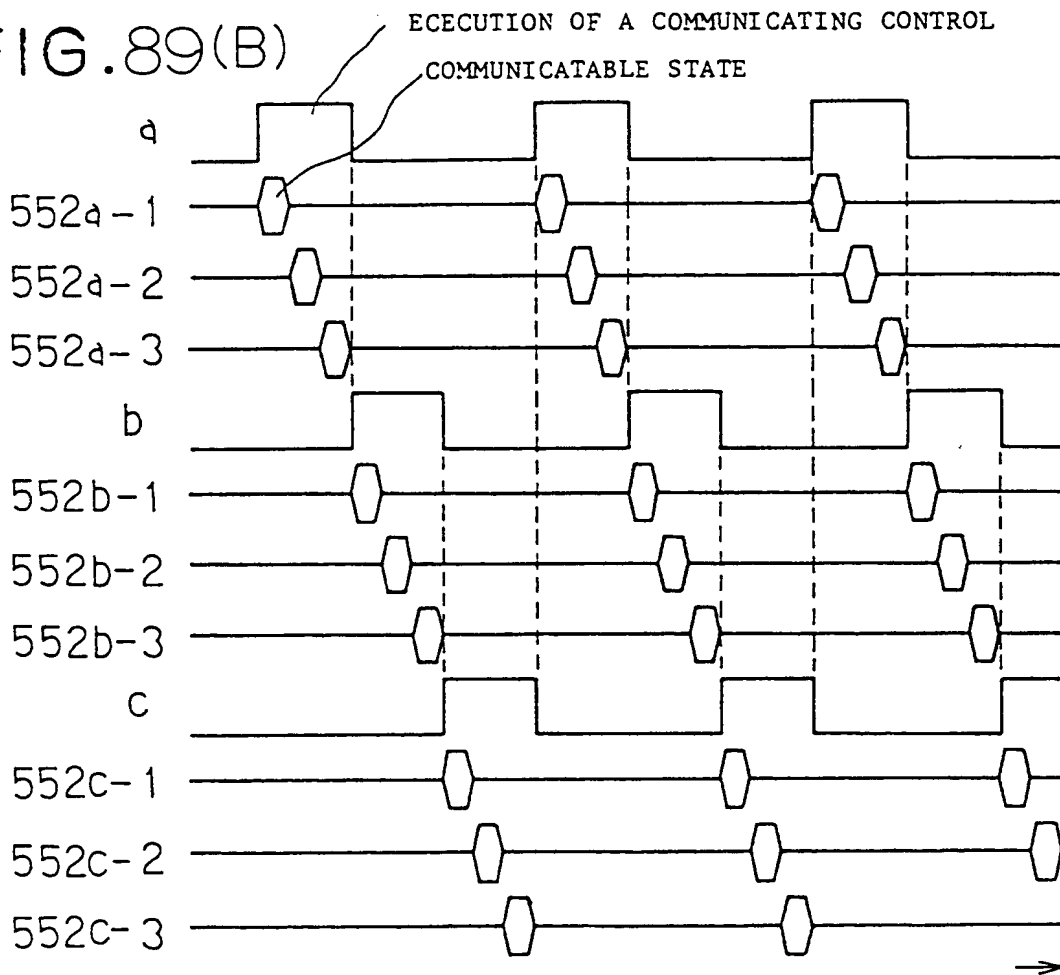 FIG.89(B)
ECECUTION OF A COMMUNICATING CONTROL
COMMUNICATABLE STATE
a
552a-1
552a-2
552a-3
b
552b-1
552b-2
552b-3
C
552C-1
552C-2
552C-3